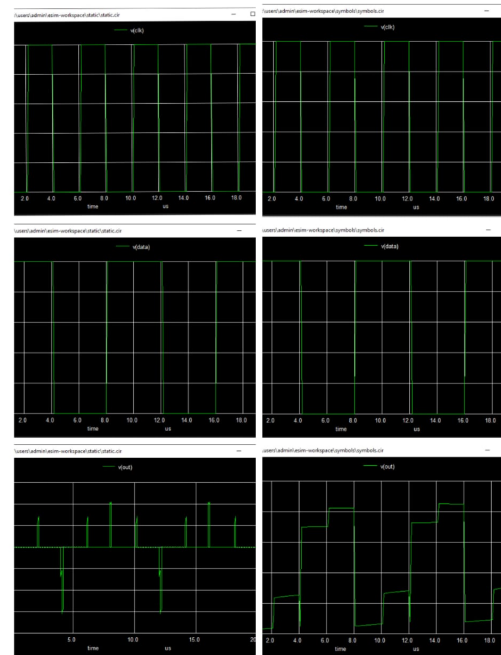 :\users\admin\esim-workspace\static\static.cir
v(clk)
2.0 4.0 6.0 8.0 10.0 12.0 14.0 16.0 18.0
time us
:\users\admin\esim-workspace\symbols\symbols.cir
v(clk)
2.0 4.0 6.0 8.0 10.0 12.0 14.0 16.0 18.0
time us
\users\admin\esim-workspace\static\static.cir
v(data)
2.0 4.0 6.0 8.0 10.0 12.0 14.0 16.0 18.0
time us
\users\admin\esim-workspace\symbols\symbols.cir
v(data)
2.0 4.0 6.0 8.0 10.0 12.0 14.0 16.0 18.0
time us
\users\admin\esim-workspace\static\static.cir
v(out)
5.0 10.0 15.0 20
time us
\users\admin\esim-workspace\symbols\symbols.cir
v(out)
2.0 4.0 6.0 8.0 10.0 12.0 14.0 16.0 18.0
time us